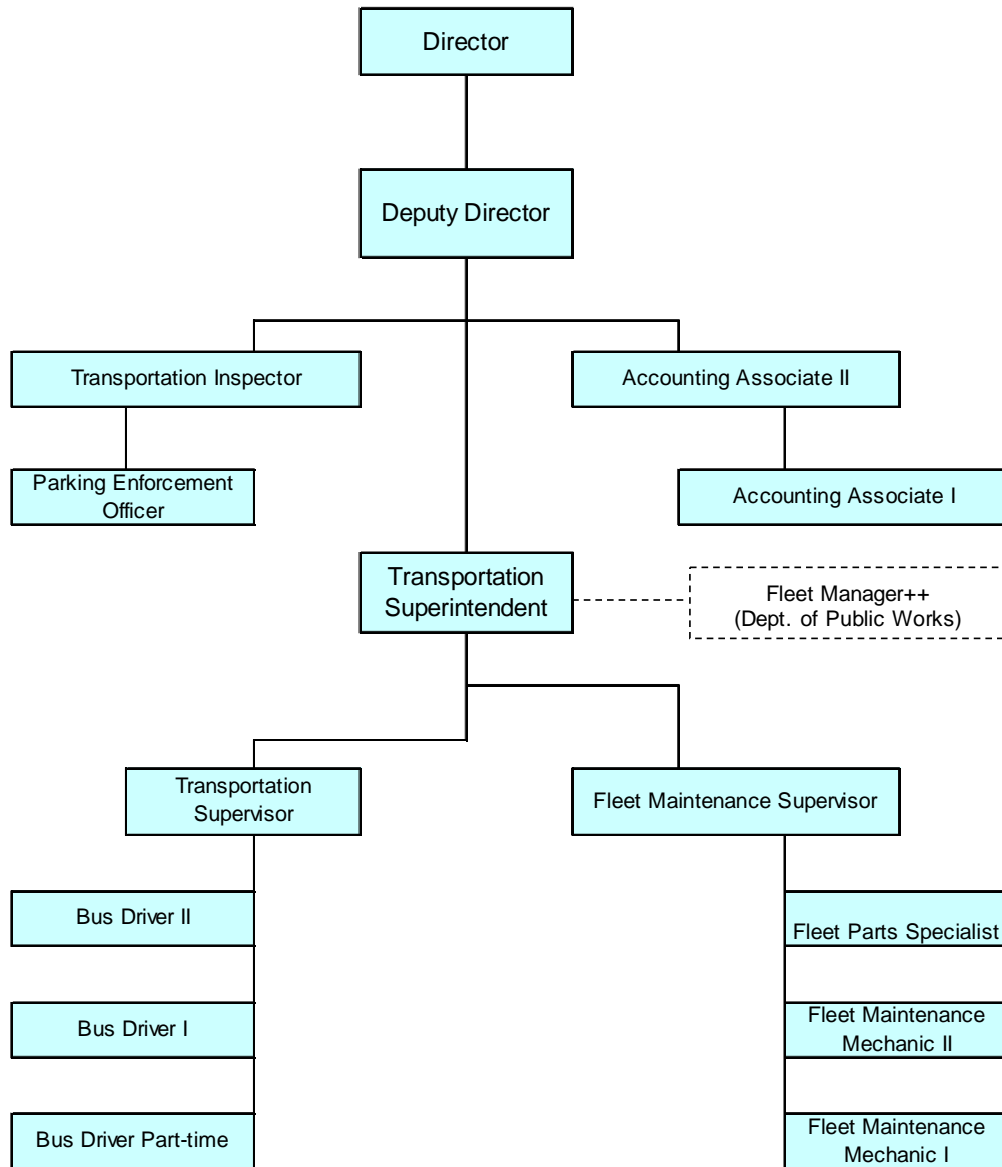 Director
Deputy Director
Transportation Inspector
Accounting Associate II
Parking Enforcement
Officer
Accounting Associate I
Transportation
Superintendent
Fleet Manager++
(Dept. of Public Works)
Transportation
Supervisor
Fleet Maintenance Supervisor
Bus Driver II
Fleet Parts Specialist
Bus Driver I
Fleet Maintenance
Mechanic II
Bus Driver Part-time
Fleet Maintenance
Mechanic I